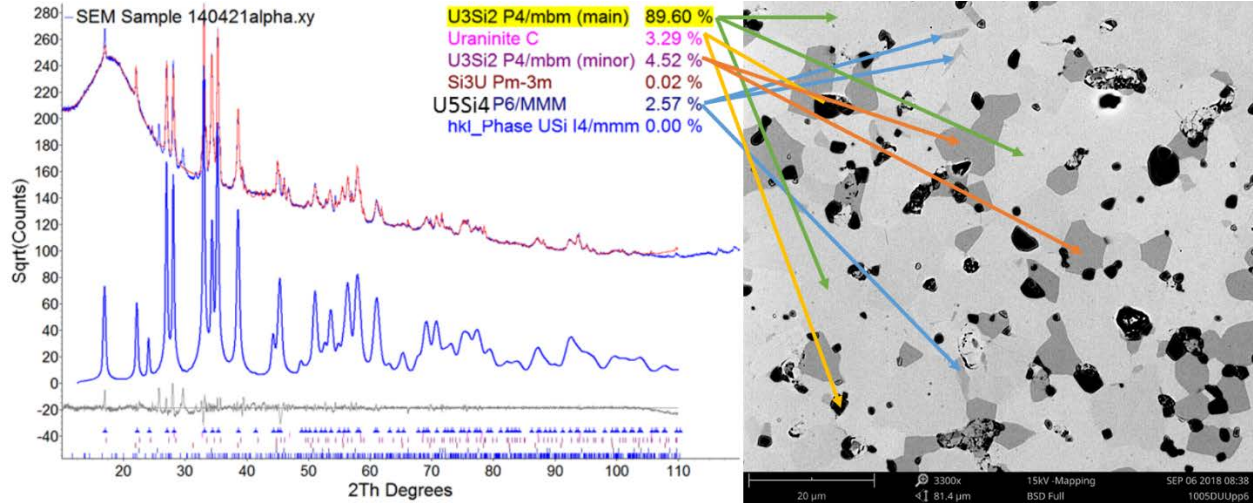 SEM Sample 140421alpha.xy
U3Si2 P4/mbm (main) 89.60 %
Uraninite C 3.29 %
U3Si2 P4/mbm (minor) 4.52 %
Si3U Pm-3m 0.02 %
U5Si4 P6/MMM 2.57 %
hkl_Phase USi I4/mmm 0.00 %
Sqrt(Counts)
280
260
240
220
200
180
160
140
120
100
80
60
40
20
0
-20
-40
20 30 40 50 60 70 80 90 100 110
2Th Degrees
20 µm
3300x 15kV -Mapping SEP 06 2018 08:38
81.4 µm BSD Full 1005DUUpg6